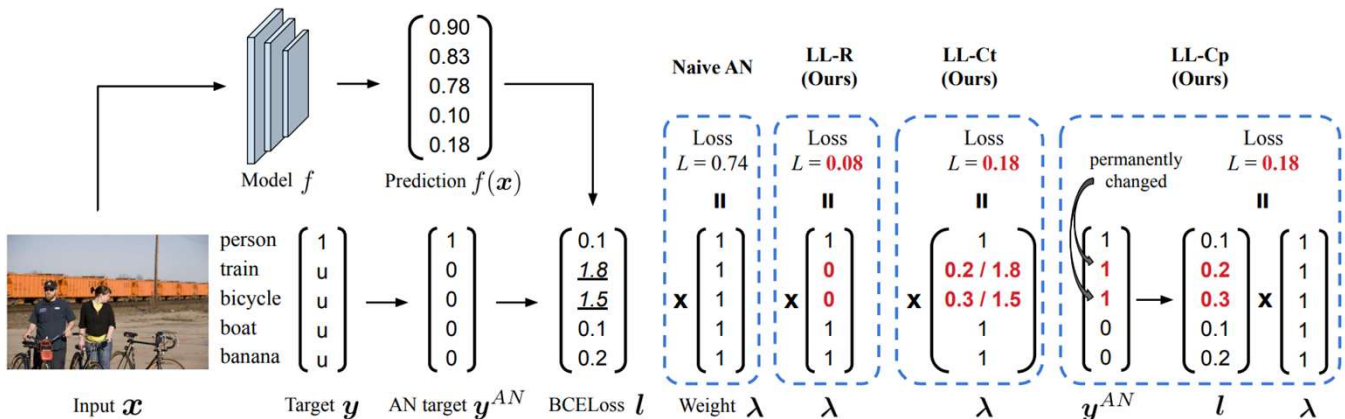 Naive AN
LL-R
(Ours)
LL-Ct
(Ours)
LL-Cp
(Ours)
0.90
0.83
0.78
0.10
0.18
Model f
Prediction f(x)
Loss
L = 0.74
Loss
L = 0.08
Loss
L = 0.18
permanently
changed
Loss
L = 0.18
=
=
=
=
person
train
bicycle
boat
banana
1
u
u
u
u
1
0
0
0
0
0.1
1.8
1.5
0.1
0.2
x
1
1
1
1
1
x
1
0
0
1
1
x
1
0.2 / 1.8
0.3 / 1.5
1
1
1
1
1
0
0
0.1
0.2
0.3
0.1
0.2
x
1
1
1
1
1
Input x
Target y
AN target y^AN
BCELoss l
Weight λ
λ
λ
y^AN
l
λ